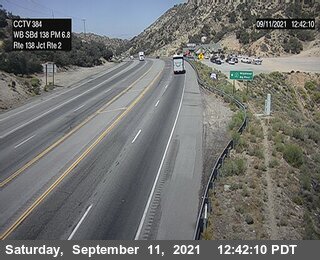 CCTV 384
WB SBd 138 PM 6.8
Rte 138 Jct Rte 2
09/11/2021 12:42:10
Saturday, September 11, 2021 12:42:10 PDT